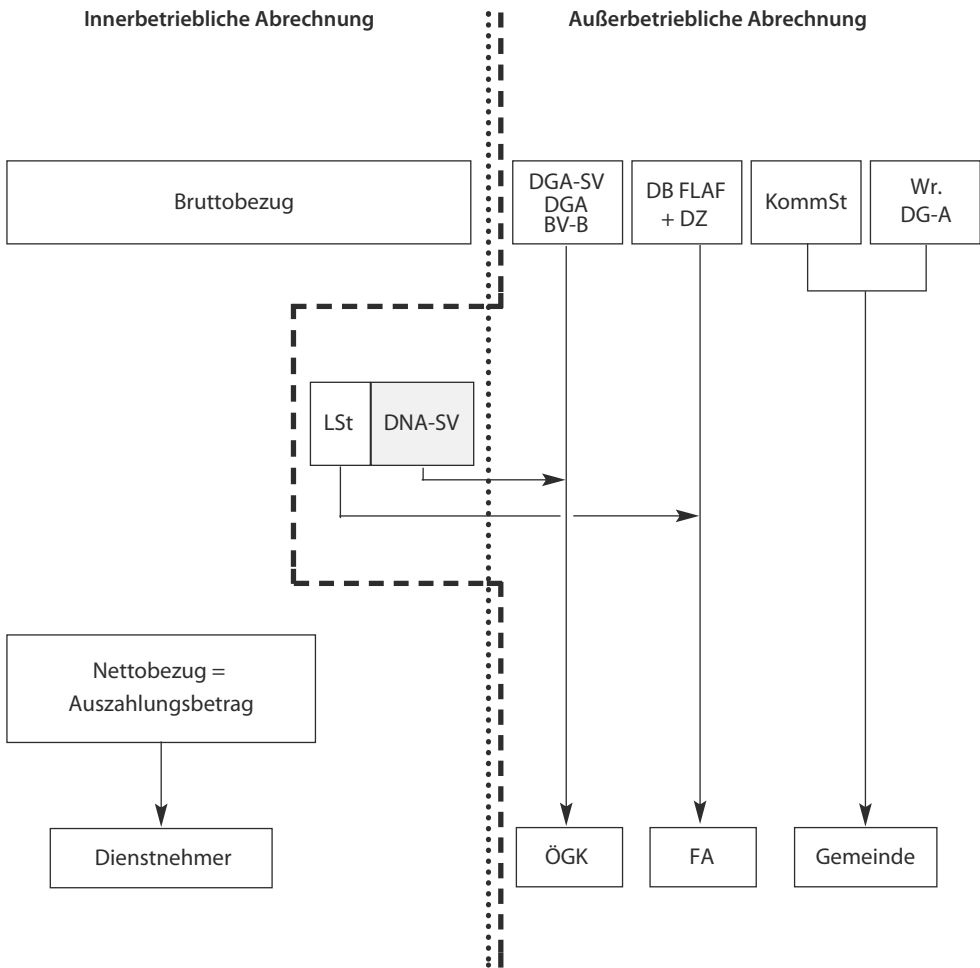 Innerbetriebliche Abrechnung
Außerbetriebliche Abrechnung
Bruttobezug
DGA-SV
DGA
BV-B
DB FLAF
+ DZ
KommSt
Wr.
DG-A
LSt
DNA-SV
Nettobezug =
Auszahlungsbetrag
Dienstnehmer
ÖGK
FA
Gemeinde